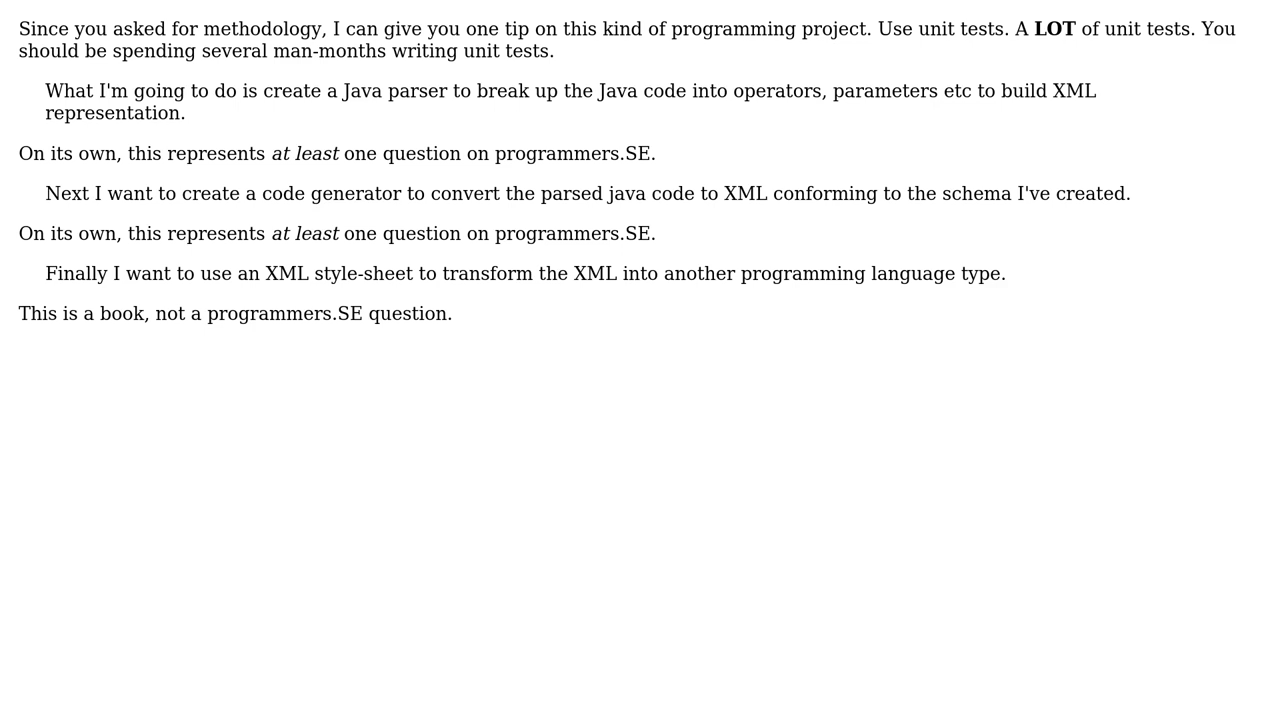 Since you asked for methodology, I can give you one tip on this kind of programming project. Use unit tests. A LOT of unit tests. You
should be spending several man-months writing unit tests.
What I'm going to do is create a Java parser to break up the Java code into operators, parameters etc to build XML
representation.
On its own, this represents at least one question on programmers.SE.
Next I want to create a code generator to convert the parsed java code to XML conforming to the schema I've created.
On its own, this represents at least one question on programmers.SE.
Finally I want to use an XML style-sheet to transform the XML into another programming language type.
This is a book, not a programmers.SE question.